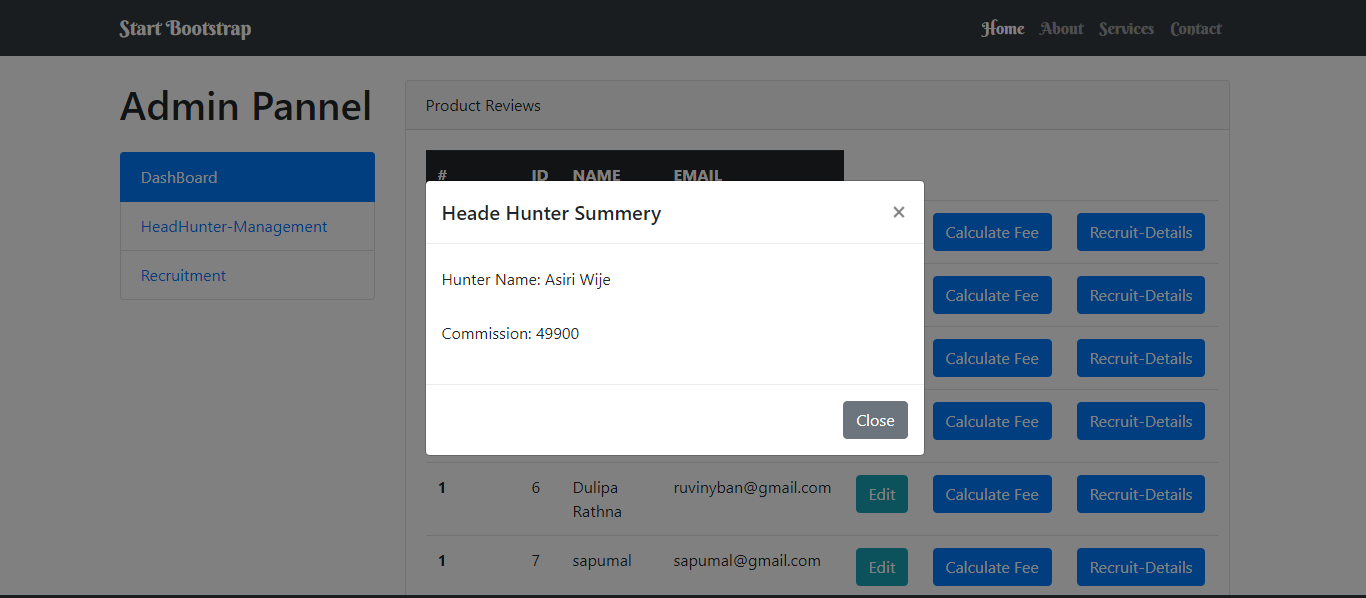 Start Bootstrap
Home About Services Contact
Admin Pannel
DashBoard
HeadHunter-Management
Recruitment
Product Reviews
# ID NAME EMAIL
Heade Hunter Summery ×
Hunter Name: Asiri Wije
Commission: 49900
Close
Calculate Fee Recruit-Details
Calculate Fee Recruit-Details
Calculate Fee Recruit-Details
Calculate Fee Recruit-Details
1 6 Dulipa ruvinyban@gmail.com Edit Calculate Fee Recruit-Details
Rathna
1 7 sapumal sapumal@gmail.com Edit Calculate Fee Recruit-Details